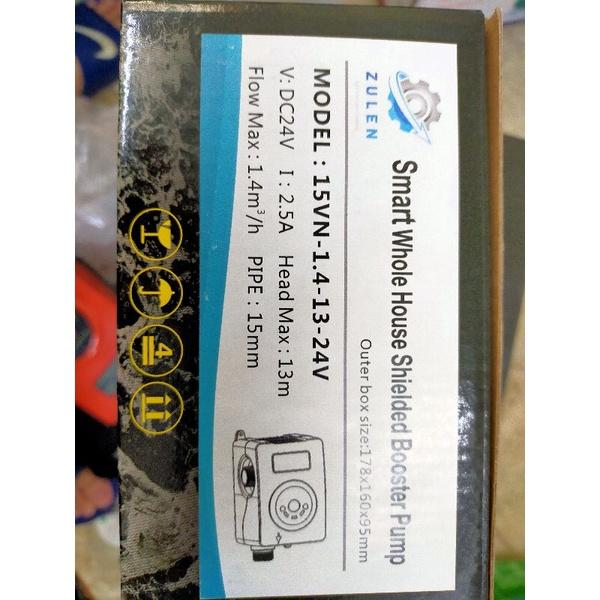 ZULEN
Smart Whole House Shielded Booster Pump
Outer box size:178x160x95mm
MODEL : 15VN-1.4-13-24V
V: DC24V I : 2.5A Head Max : 13m
Flow Max : 1.4m³/h PIPE : 15mm
4